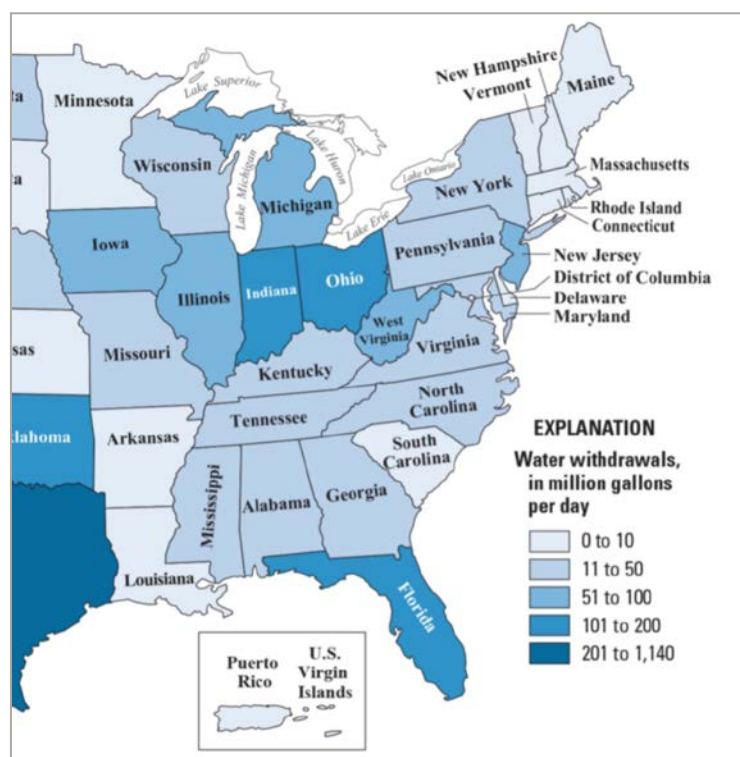 New Hampshire
Vermont
Maine
Lake Superior
ta
Minnesota
ta
Wisconsin
Lake Michigan
Lake Huron
Michigan
Lake Ontario
New York
Massachusetts
Rhode Island
Connecticut
Lake Erie
Pennsylvania
New Jersey
District of Columbia
Delaware
Maryland
Iowa
Illinois
Indiana
Ohio
West
Virginia
Virginia
sas
Missouri
Kentucky
North
Carolina
Tennessee
klahoma
Arkansas
South
Carolina
Mississippi
Alabama
Georgia
Louisiana
Florida
EXPLANATION
Water withdrawals,
in million gallons
per day
0 to 10
11 to 50
51 to 100
101 to 200
201 to 1,140
Puerto
Rico
U.S.
Virgin
Islands